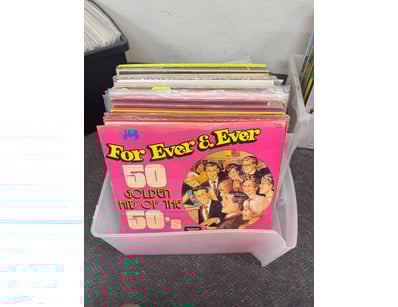 For Ever & Ever
50
GOLDEN
HITS OF THE
50's